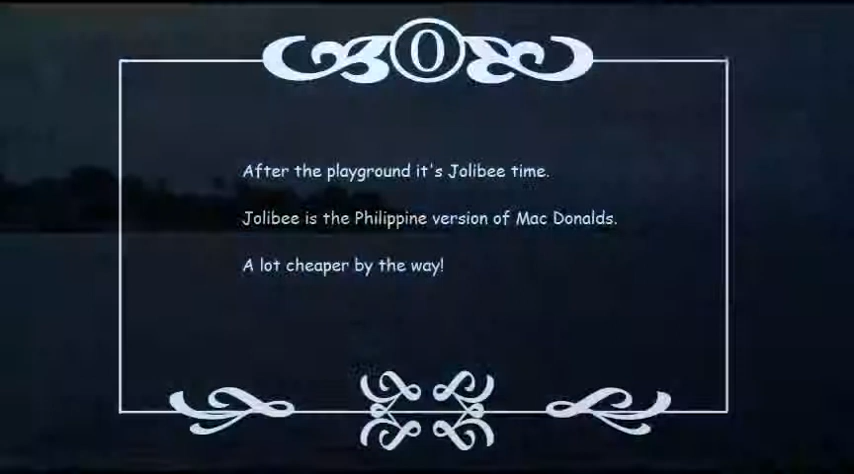 O
After the playground it's Jolibee time.
Jolibee is the Philippine version of Mac Donalds.
A lot cheaper by the way!